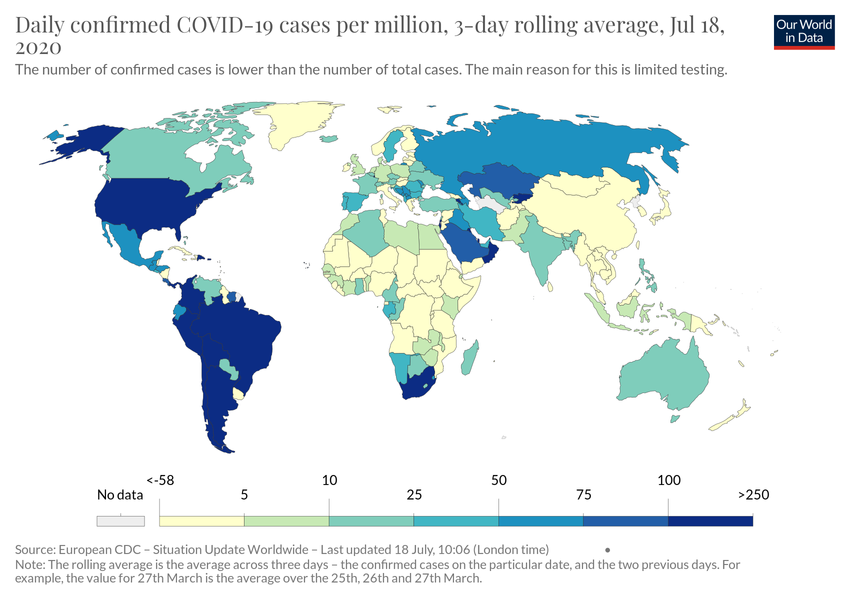 Daily confirmed COVID-19 cases per million, 3-day rolling average, Jul 18,
2020
Our World
in Data
The number of confirmed cases is lower than the number of total cases. The main reason for this is limited testing.
<-58 10 50 100
No data 5 25 75 >250
Source: European CDC – Situation Update Worldwide – Last updated 18 July, 10:06 (London time)
Note: The rolling average is the average across three days – the confirmed cases on the particular date, and the two previous days. For
example, the value for 27th March is the average over the 25th, 26th and 27th March.